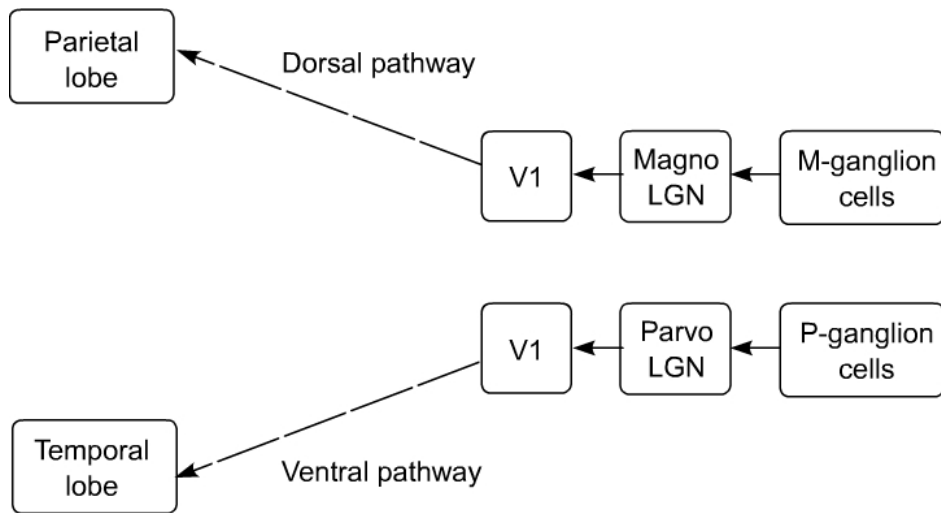 Parietal
lobe
Dorsal pathway
V1
Magno
LGN
M-ganglion
cells
V1
Parvo
LGN
P-ganglion
cells
Temporal
lobe
Ventral pathway